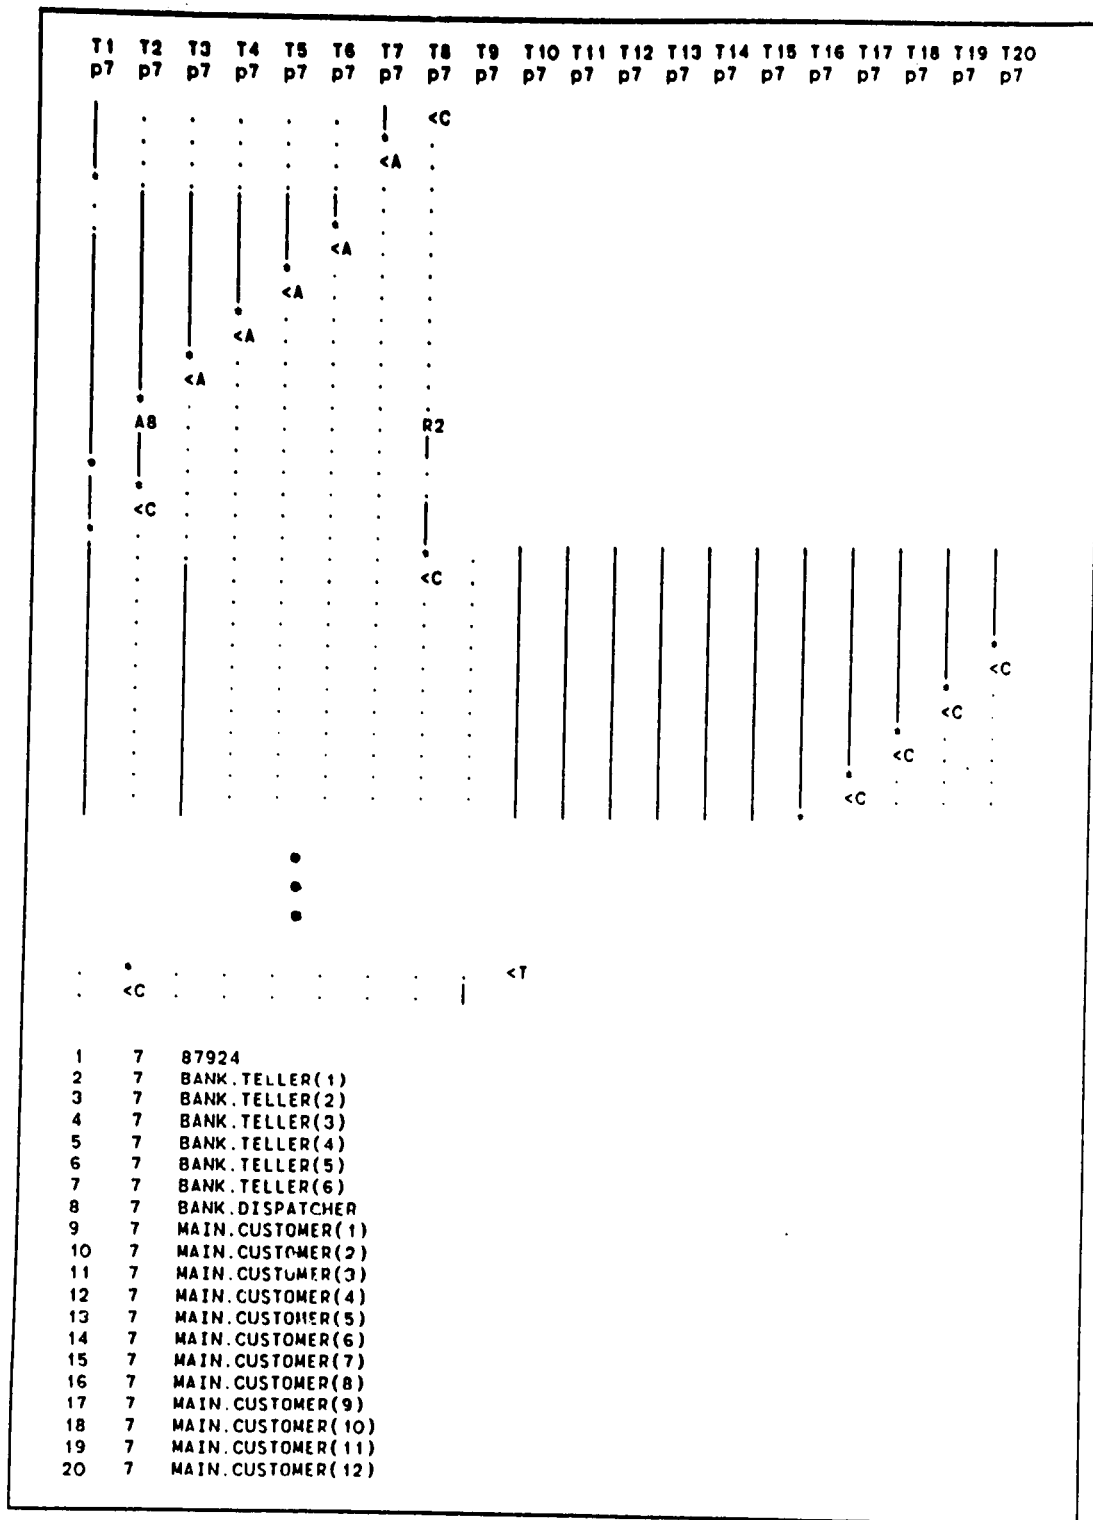 T1 T2 T3 T4 T5 T6 T7 T8 T9 T10 T11 T12 T13 T14 T15 T16 T17 T18 T19 T20
p7 p7 p7 p7 p7 p7 p7 p7 p7 p7 p7 p7 p7 p7 p7 p7 p7 p7 p7 p7
<C
<A
<A
<A
<A
<A
A8 R2
<C
<C
<C
<C
<C
<C
<T
<C
1 7 87924
2 7 BANK.TELLER(1)
3 7 BANK.TELLER(2)
4 7 BANK.TELLER(3)
5 7 BANK.TELLER(4)
6 7 BANK.TELLER(5)
7 7 BANK.TELLER(6)
8 7 BANK.DISPATCHER
9 7 MAIN.CUSTOMER(1)
10 7 MAIN.CUSTOMER(2)
11 7 MAIN.CUSTOMER(3)
12 7 MAIN.CUSTOMER(4)
13 7 MAIN.CUSTOMER(5)
14 7 MAIN.CUSTOMER(6)
15 7 MAIN.CUSTOMER(7)
16 7 MAIN.CUSTOMER(8)
17 7 MAIN.CUSTOMER(9)
18 7 MAIN.CUSTOMER(10)
19 7 MAIN.CUSTOMER(11)
20 7 MAIN.CUSTOMER(12)